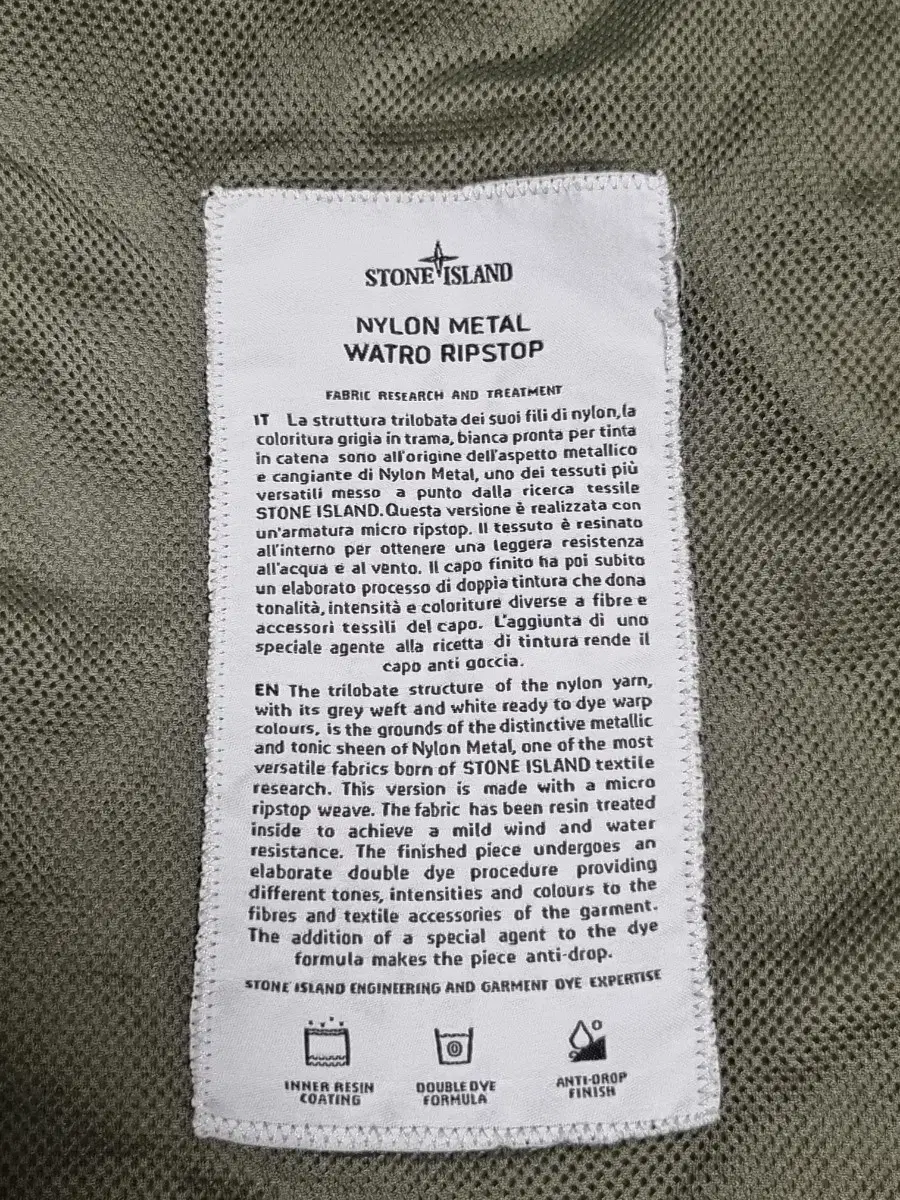 STONE ISLAND
NYLON METAL
WATRO RIPSTOP
FABRIC RESEARCH AND TREATMENT
IT La struttura trilobata dei suoi fili di nylon, la
coloritura grigia in trama, bianca pronta per tinta
in catena sono all'origine dell'aspetto metallico
e cangiante di Nylon Metal, uno dei tessuti più
versatili messo a punto dalla ricerca tessile
STONE ISLAND. Questa versione è realizzata con
un'armatura micro ripstop. Il tessuto è resinato
all'interno per ottenere una leggera resistenza
all'acqua e al vento. Il capo finito ha poi subito
un elaborato processo di doppia tintura che dona
tonalità, intensità e coloriture diverse a fibre e
accessori tessili del capo. L'aggiunta di uno
speciale agente alla ricetta di tintura rende il
capo anti goccia.
EN The trilobate structure of the nylon yarn,
with its grey weft and white ready to dye warp
colours, is the grounds of the distinctive metallic
and tonic sheen of Nylon Metal, one of the most
versatile fabrics born of STONE ISLAND textile
research. This version is made with a micro
ripstop weave. The fabric has been resin treated
inside to achieve a mild wind and water
resistance. The finished piece undergoes an
elaborate double dye procedure providing
different tones, intensities and colours to the
fibres and textile accessories of the garment.
The addition of a special agent to the dye
formula makes the piece anti-drop.
STONE ISLAND ENGINEERING AND GARMENT DYE EXPERTISE
INNER RESIN
COATING
DOUBLE DYE
FORMULA
ANTI-DROP
FINISH